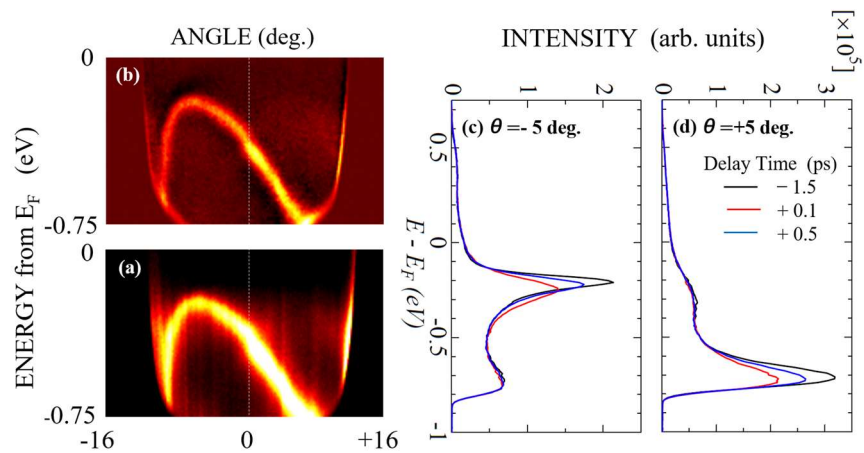 ANGLE (deg.)
INTENSITY (arb. units)
[×10⁵]
0
(b)
-0.75
0
(a)
-0.75
-16
0
+16
ENERGY from E_F (eV)
0
1
2
(c) θ =- 5 deg.
0.5
0
-0.5
-1
E - E_F (eV)
0
1
2
3
(d) θ =+5 deg.
Delay Time (ps)
− 1.5
+ 0.1
+ 0.5